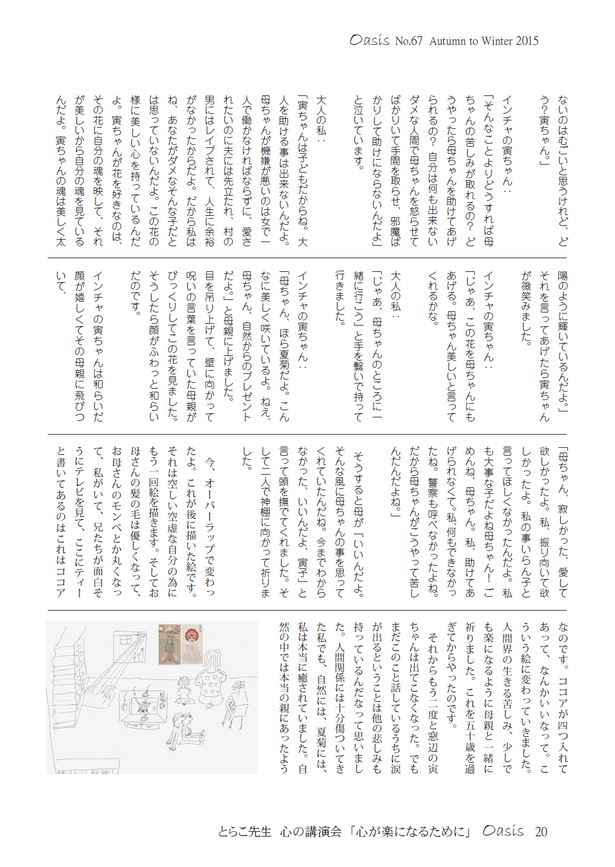 Oasis No.67 Autumn to Winter 2015
ないのはむごいと思うけれど、ど
う？寅ちゃん。」
インチャの寅ちゃん：
「そんなことよりどうすれば母
ちゃんの苦しみが取れるの？ど
うやったら母ちゃんを助けてあげ
られるの？自分は何も出来ない
ダメな人間で母ちゃんを怒らせて
ばかりいて手間を取らせ、邪魔ば
かりして助けにならないんだよ」
と泣いています。
大人の私：
「寅ちゃんは子どもだからね。大
人を助ける事は出来ないんだよ。
母ちゃんが機嫌が悪いのは女で一
人で働かなければならずに、愛さ
れたいのに夫には先立たれ、村の
男にはレイプされて、人生に余裕
がなかったからだよ。だから私は
ね、あなたがダメなそんな子だと
は思っていないんだよ。この花の
様に美しい心を持っているんだ
よ。寅ちゃんが花を好きなのは、
その花に自分の魂を映して、それ
が美しいから自分の魂を見ている
んだよ。寅ちゃんの魂は美しく太
陽のように輝いているんだよ。」
それを言ってあげたら寅ちゃん
が微笑みました。
インチャの寅ちゃん：
「じゃあ、この花を母ちゃんにも
あげる。母ちゃん美しいと言って
くれるかな。
大人の私：
「じゃあ、母ちゃんのところに一
緒に行こう」と手を繋いで持って
行きました。
インチャの寅ちゃん：
「母ちゃん、ほら夏菊だよ。こん
なに美しく咲いているよ。ねえ、
母ちゃん、自然からのプレゼント
だよ。」と母親に上げました。
目を吊り上げて、壁に向かって
呪いの言葉を言っていた母親が
びっくりしてこの花を見ました。
そうしたら顔がふわっと和らい
だのです。
インチャの寅ちゃんは和らいだ
顔が嬉しくてその母親に飛びつ
いて、
「母ちゃん、寂しかった、愛して
欲しかったよ。私、振り向いて欲
しかったよ。私の事いらん子と
言ってほしくなかったんだよ。私
も大事な子だよね母ちゃん！ご
めんね、母ちゃん。私、助けてあ
げられなくて。私、何もできなかっ
たね。警察も呼べなかったよね。
だから母ちゃんがこうやって苦し
んだんだよね。」
そうすると母が「いいんだよ。
そんな風に母ちゃんの事を思って
くれていたんだね。今までわから
なかった、いいんだよ、寅子」と
言って頭を撫でてくれました。そ
して二人で神棚に向かって祈りま
した。
今、オーバーラップで変わっ
たよ。これが後に描いた絵です。
それは空しい空虚な自分の為に
もう一回絵を描きます。そしてお
母さんの髪の毛は優しくなって、
お母さんのモンペとか丸くなっ
て、私がいて、兄たちが面白そ
うにテレビを見て、ここにティー
と書いてあるのはこれはココア
なのです。ココアが四つ入れて
あって、なんかいいなって。こ
ういう絵に変わっていきました。
人間界の生きる苦しみ、少しで
も楽になるように母親と一緒に
祈りました。これを五十歳を過
ぎてからやったのです。
それからもう二度と窓辺の寅
ちゃんは出てこなくなった。でも
まだこのこと話しているうちに涙
が出るということは他の悲しみも
持っているんだなって思いまし
た。人間関係には十分傷ついてき
た私でも、自然には、夏菊には、
私は本当に癒されていました。自
然の中では本当の親にあったよう
とらこ先生 心の講演会 「心が楽になるために」 Oasis 20